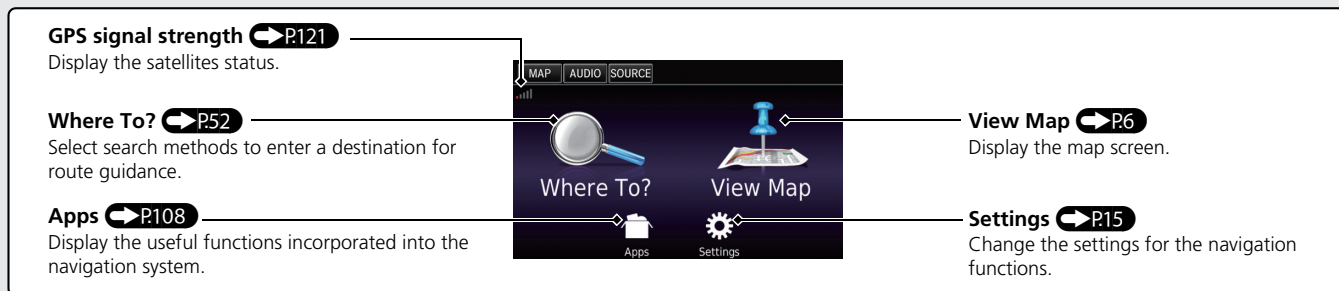 GPS signal strength P.121
Display the satellites status.
Where To? P.52
Select search methods to enter a destination for
route guidance.
Apps P.108
Display the useful functions incorporated into the
navigation system.
MAP AUDIO SOURCE
Where To? View Map
Apps Settings
View Map P.6
Display the map screen.
Settings P.15
Change the settings for the navigation
functions.